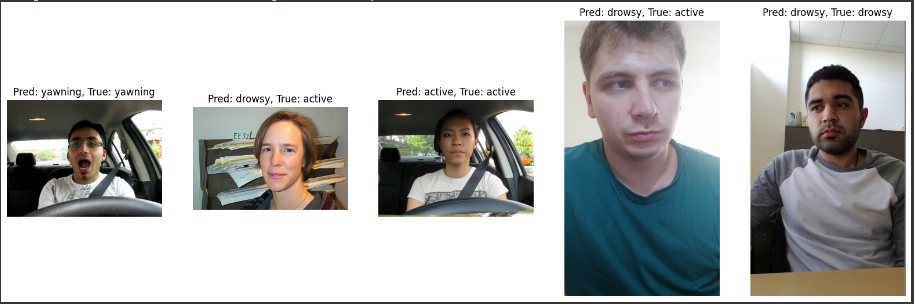 Pred: drowsy, True: active
Pred: drowsy, True: drowsy
Pred: yawning, True: yawning
Pred: drowsy, True: active
Pred: active, True: active